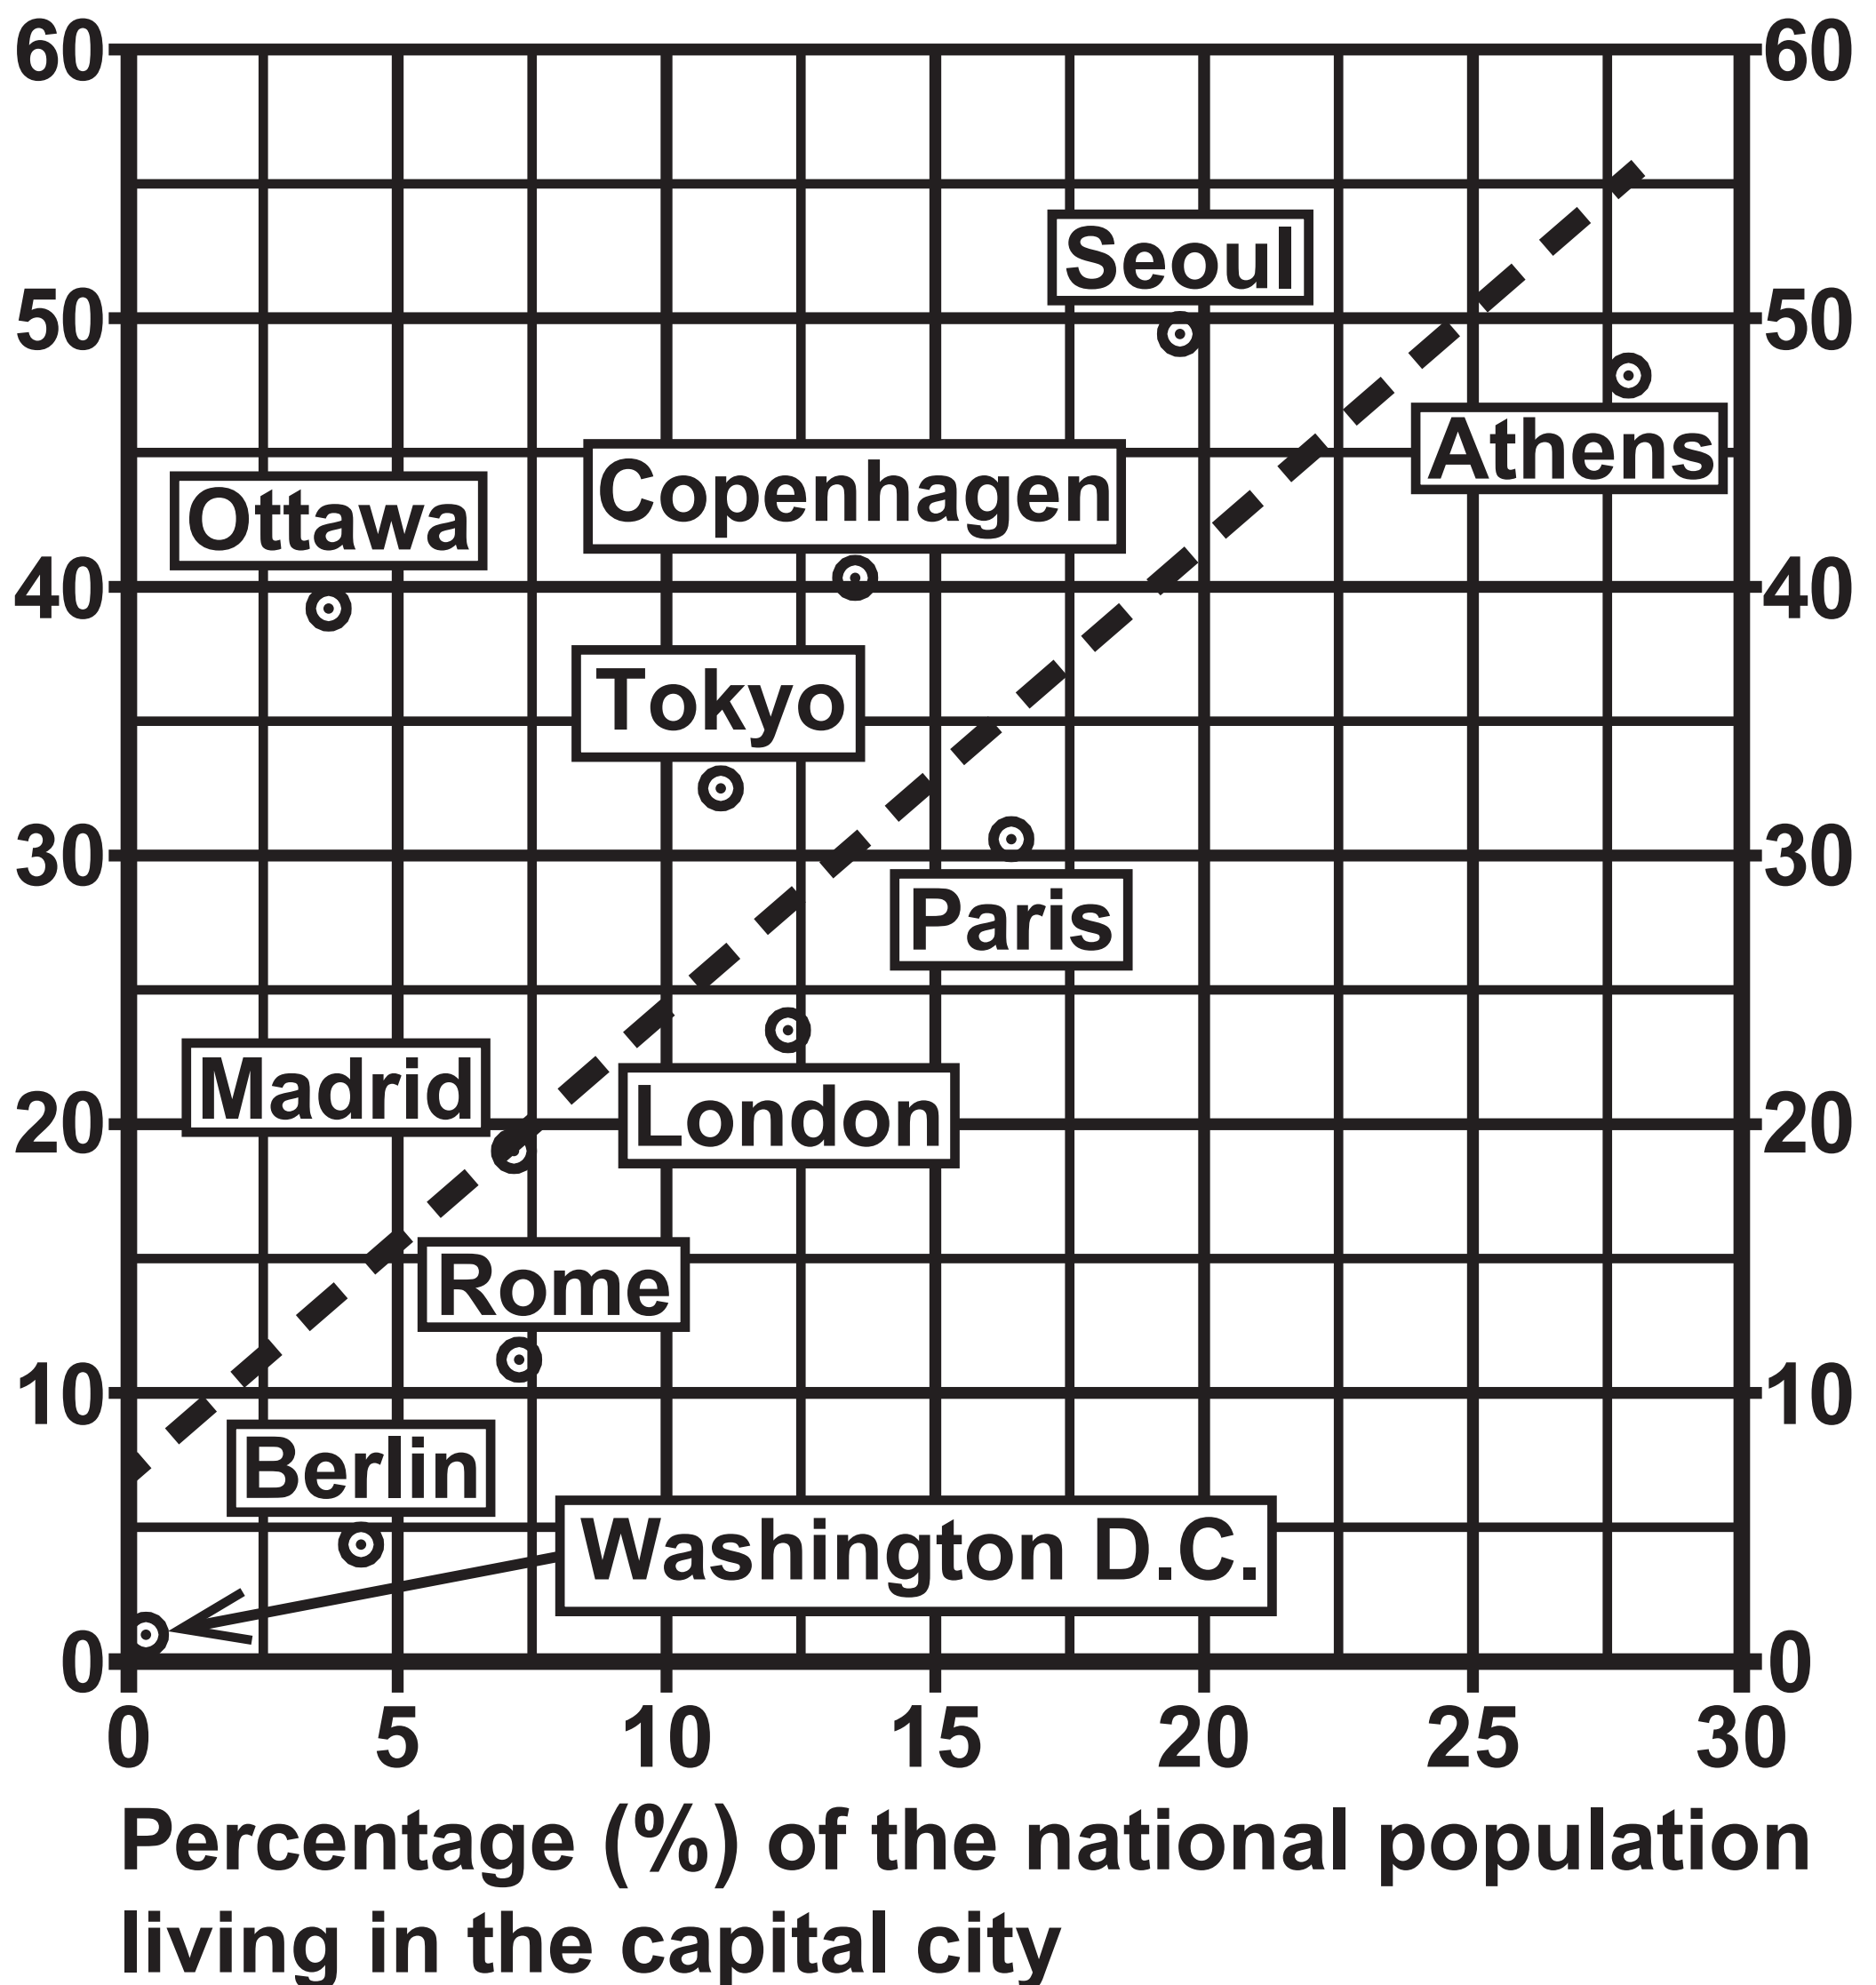 60 60
Seoul
50 50
Athens
Copenhagen
Ottawa
40 40
Tokyo
30 30
Paris
Madrid
20 20
London
Rome
10 10
Berlin
Washington D.C.
0 0
0 5 10 15 20 25 30
Percentage (%) of the national population
living in the capital city